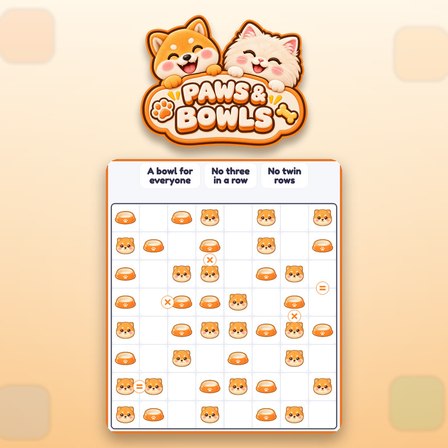 PAWS &
BOWLS
A bowl for
everyone
No three
in a row
No twin
rows
×
×
=
×
=